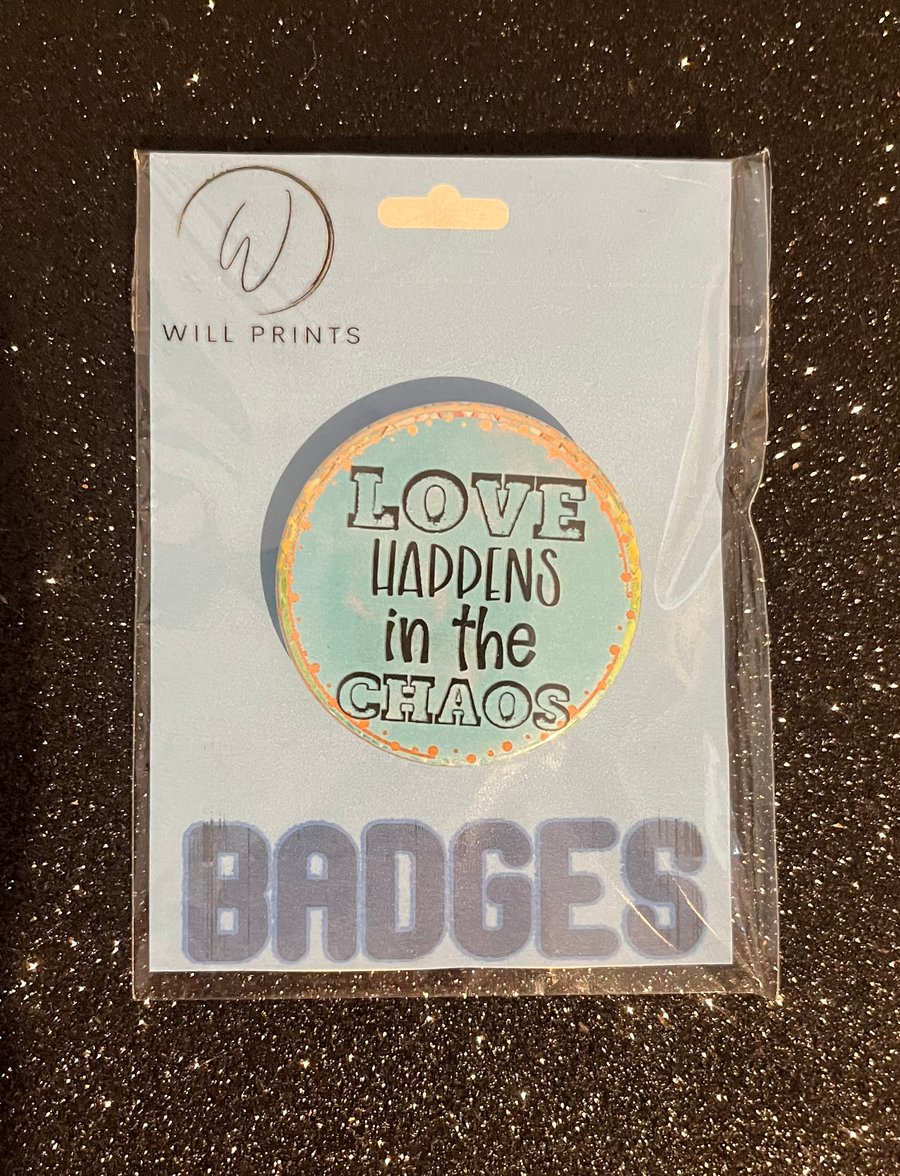 W
WILL PRINTS
LOVE
HAPPENS
in the
CHAOS
BADGES